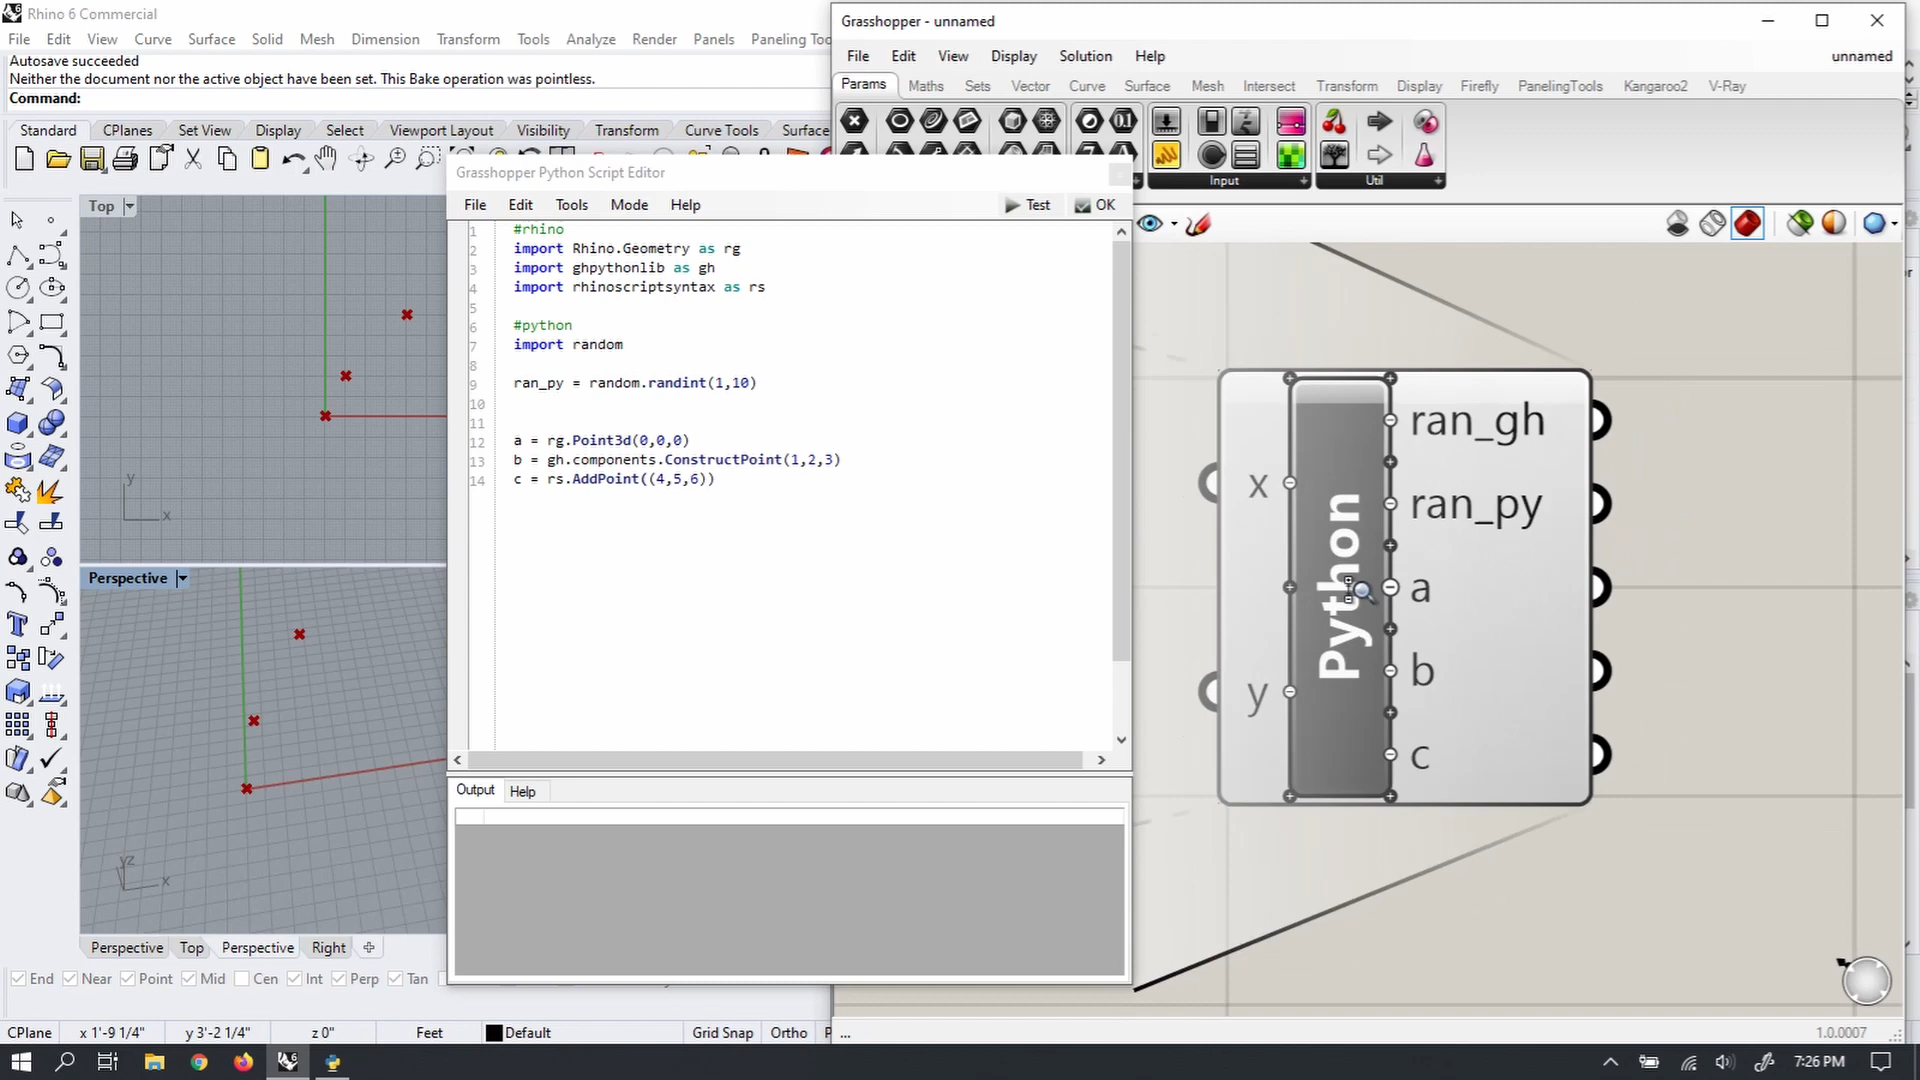 Rhino 6 Commercial
File Edit View Curve Surface Solid Mesh Dimension Transform Tools Analyze Render Panels Paneling Too
Autosave succeeded
Neither the document nor the active object have been set. This Bake operation was pointless.
Command:
Standard CPlanes Set View Display Select Viewport Layout Visibility Transform Curve Tools Surface
Top
y
x
Perspective
yz
x
Perspective Top Perspective Right
End Near Point Mid Cen Int Perp Tan
CPlane x 1'-9 1/4" y 3'-2 1/4" z 0" Feet Default Grid Snap Ortho P
Grasshopper Python Script Editor
File Edit Tools Mode Help Test OK
1 #rhino
2 import Rhino.Geometry as rg
3 import ghpythonlib as gh
4 import rhinoscriptsyntax as rs
5
6 #python
7 import random
8
9 ran_py = random.randint(1,10)
10
11
12 a = rg.Point3d(0,0,0)
13 b = gh.components.ConstructPoint(1,2,3)
14 c = rs.AddPoint((4,5,6))
Output Help
Grasshopper - unnamed
File Edit View Display Solution Help unnamed
Params Maths Sets Vector Curve Surface Mesh Intersect Transform Display Firefly PanelingTools Kangaroo2 V-Ray
Input Util
x
y
Python
ran_gh
ran_py
a
b
c
... 1.0.0007
7:26 PM